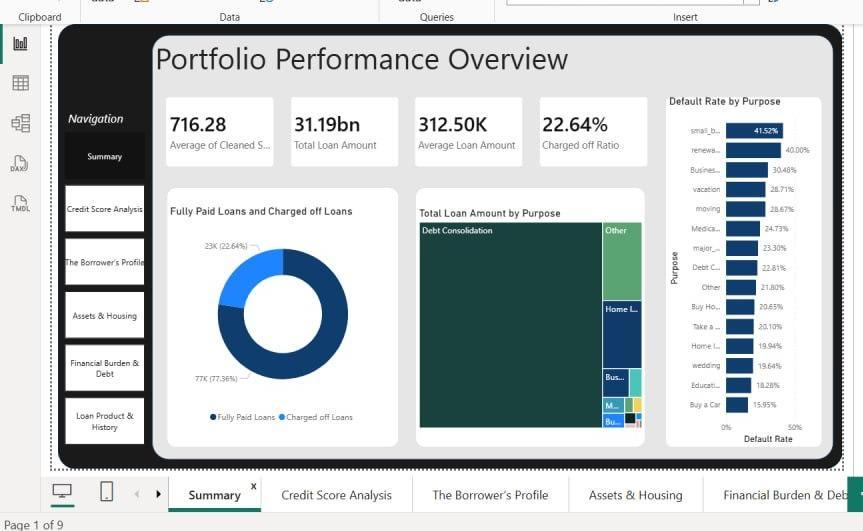 Clipboard
Data
Queries
Insert
Portfolio Performance Overview
Navigation
Summary
Credit Score Analysis
The Borrower's Profile
Assets & Housing
Financial Burden &
Debt
Loan Product &
History
716.28
Average of Cleaned S...
31.19bn
Total Loan Amount
312.50K
Average Loan Amount
22.64%
Charged off Ratio
Fully Paid Loans and Charged off Loans
23K (22.64%)
77K (77.36%)
Fully Paid Loans
Charged off Loans
Total Loan Amount by Purpose
Debt Consolidation
Other
Home I...
Bus...
M...
Bu...
Default Rate by Purpose
Purpose
small_b... 41.52%
renewa... 40.00%
Busines... 30.48%
vacation 28.71%
moving 28.67%
Medica... 24.73%
major_... 23.30%
Debt C... 22.81%
Other 21.80%
Buy Ho... 20.65%
Take a ... 20.10%
Home I... 19.94%
wedding 19.64%
Educati... 18.28%
Buy a Car 15.95%
0% 50%
Default Rate
DAX
TMDL
Summary x
Credit Score Analysis
The Borrower's Profile
Assets & Housing
Financial Burden & Deb
Page 1 of 9